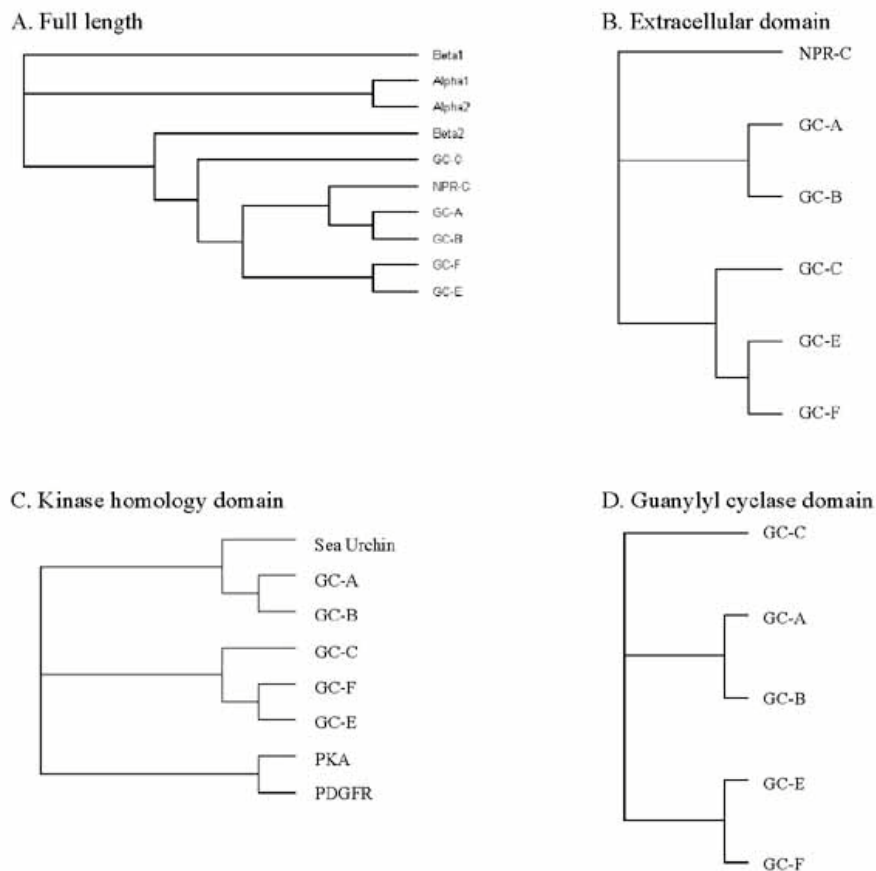 A. Full length
Beta1
Alpha1
Alpha2
Beta2
GC-C
NPR-C
GC-A
GC-B
GC-F
GC-E
B. Extracellular domain
NPR-C
GC-A
GC-B
GC-C
GC-E
GC-F
C. Kinase homology domain
Sea Urchin
GC-A
GC-B
GC-C
GC-F
GC-E
PKA
PDGFR
D. Guanylyl cyclase domain
GC-C
GC-A
GC-B
GC-E
GC-F